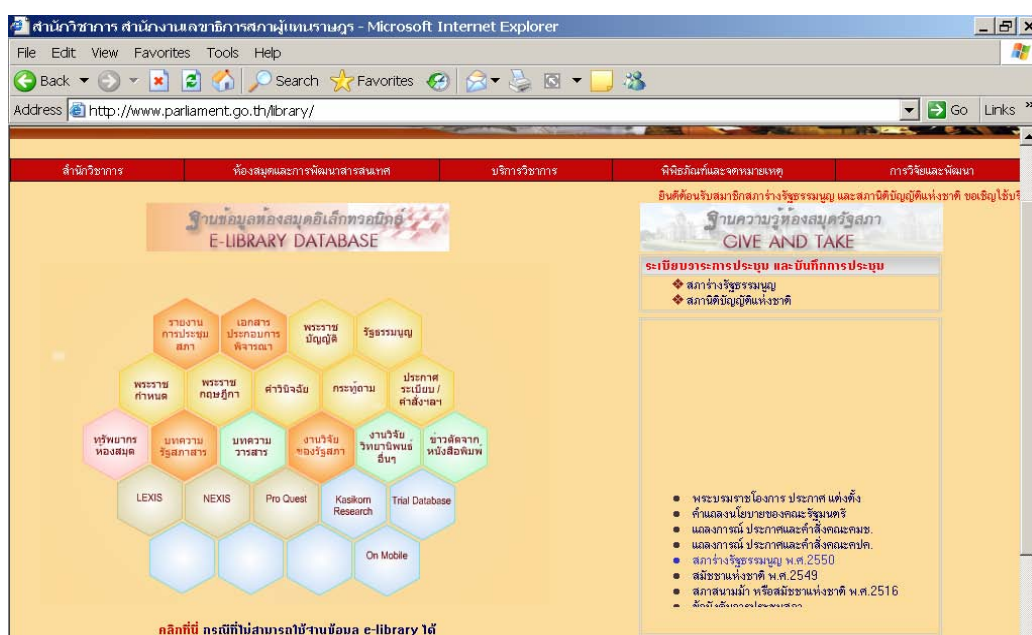 สำนักวิชาการ สำนักงานเลขาธิการสภาผู้แทนราษฎร - Microsoft Internet Explorer
File Edit View Favorites Tools Help
Back Search Favorites
Address http://www.parliament.go.th/library/ Go Links »
สำนักวิชาการ ห้องสมุดและการพัฒนาสารสนเทศ บริการวิชาการ พิพิธภัณฑ์และจดหมายเหตุ การวิจัยและพัฒนา
ยินดีต้อนรับสมาชิกสภาร่างรัฐธรรมนูญ และสภานิติบัญญัติแห่งชาติ ขอเชิญใช้บริ
ฐานข้อมูลห้องสมุดอิเล็กทรอนิกส์
E-LIBRARY DATABASE
รายงาน
การประชุม
สภา
เอกสาร
ประกอบการ
พิจารณา
พระราช
บัญญัติ
รัฐธรรมนูญ
พระราช
กำหนด
พระราช
กฤษฎีกา
คำวินิจฉัย
กระทู้ถาม
ประกาศ
ระเบียบ /
คำสั่งฯลฯ
ทรัพยากร
ห้องสมุด
บทความ
รัฐสภาสาร
บทความ
วารสาร
งานวิจัย
ของรัฐสภา
งานวิจัย
วิทยานิพนธ์
อื่นๆ
ข่าวตัดจาก
หนังสือพิมพ์
LEXIS
NEXIS
Pro Quest
Kasikorn
Research
Trial Database
On Mobile
คลิกที่นี่ กรณีที่ไม่สามารถใช้ฐานข้อมูล e-library ได้
ฐานความรู้ห้องสมุดรัฐสภา
GIVE AND TAKE
ระเบียบวาระการประชุม และบันทึกการประชุม
สภาร่างรัฐธรรมนูญ
สภานิติบัญญัติแห่งชาติ
พระบรมราชโองการ ประกาศ แต่งตั้ง
คำแถลงนโยบายของคณะรัฐมนตรี
แถลงการณ์ ประกาศและคำสั่งคณะคมช.
แถลงการณ์ ประกาศและคำสั่งคณะคปค.
สภาร่างรัฐธรรมนูญ พ.ศ.2550
สมัชชาแห่งชาติ พ.ศ.2549
สภาสนามม้า หรือสมัชชาแห่งชาติ พ.ศ.2516